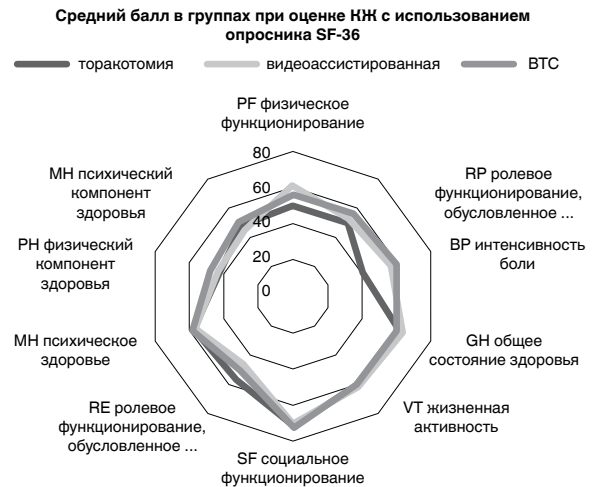 Средний балл в группах при оценке КЖ с использованием
опросника SF-36
торакотомия
видеоассистированная
ВТС
PF физическое
функционирование
RP ролевое
функционирование,
обусловленное ...
BP интенсивность
боли
GH общее
состояние здоровья
VT жизненная
активность
SF социальное
функционирование
RE ролевое
функционирование,
обусловленное ...
MH психическое
здоровье
PH физический
компонент
здоровья
MH психический
компонент
здоровья
80
60
40
20
0